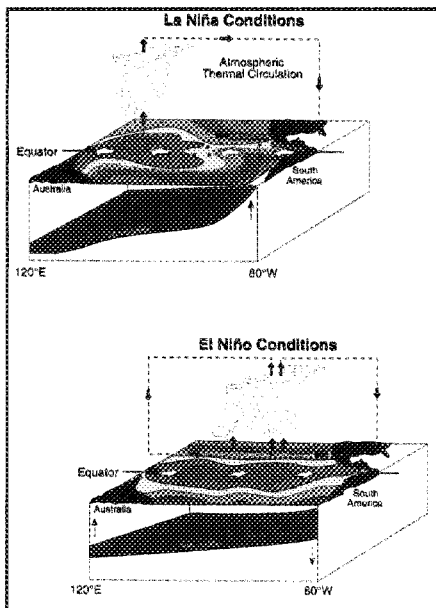 La Niña Conditions
Atmospheric
Thermal Circulation
Equator
Australia
South
America
120°E
80°W
El Niño Conditions
Equator
Australia
South
America
120°E
80°W